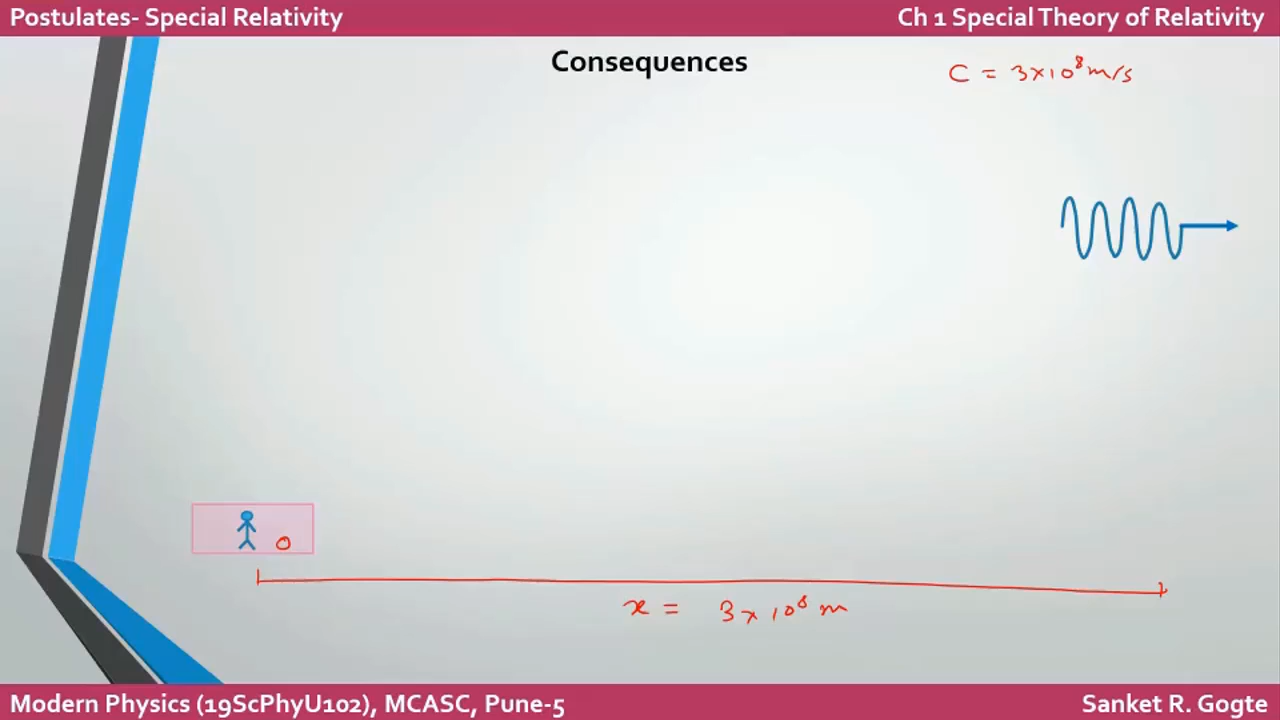 Postulates- Special Relativity
Ch 1 Special Theory of Relativity
Consequences
C = 3×10⁸ m/s
O
x = 3×10⁸ m
Modern Physics (19ScPhyU102), MCASC, Pune-5
Sanket R. Gogte